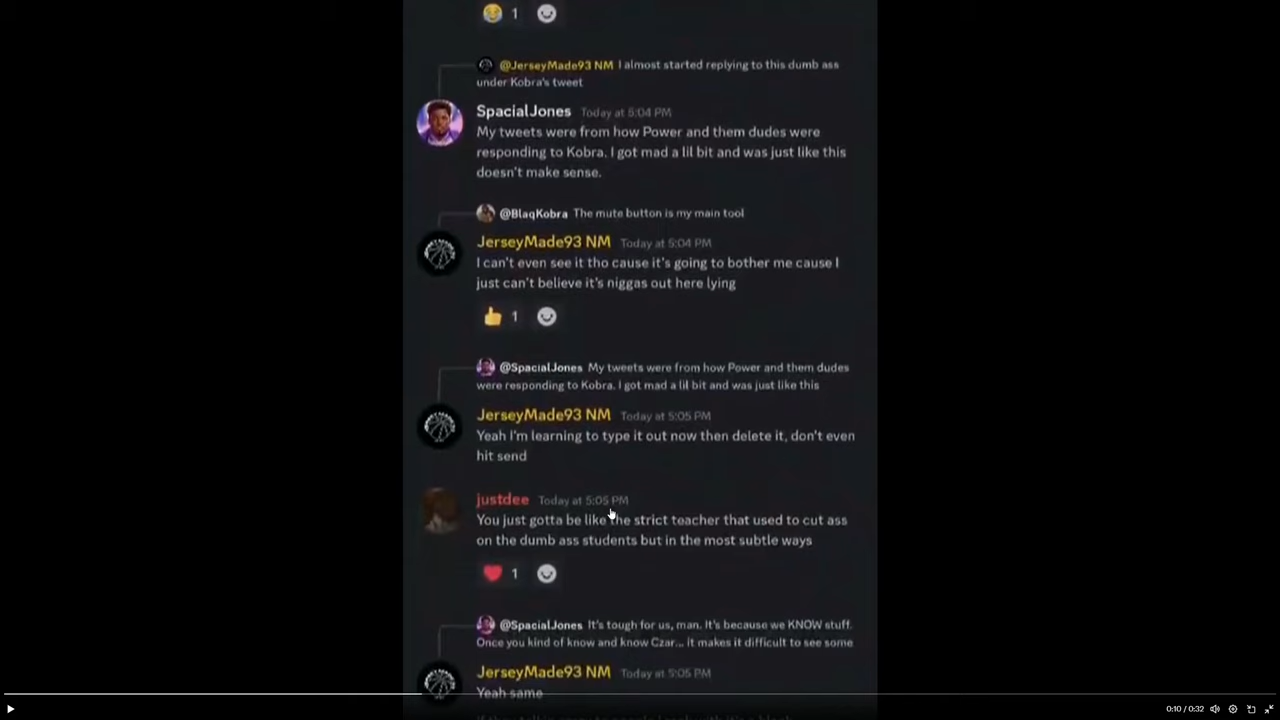 1
@JerseyMade93 NM I almost started replying to this dumb ass
under Kobra's tweet
SpacialJones Today at 5:04 PM
My tweets were from how Power and them dudes were
responding to Kobra. I got mad a lil bit and was just like this
doesn't make sense.
@BlaqKobra The mute button is my main tool
JerseyMade93 NM Today at 5:04 PM
I can't even see it tho cause it's going to bother me cause I
just can't believe it's niggas out here lying
1
@SpacialJones My tweets were from how Power and them dudes
were responding to Kobra. I got mad a lil bit and was just like this
JerseyMade93 NM Today at 5:05 PM
Yeah I'm learning to type it out now then delete it, don't even
hit send
justdee Today at 5:05 PM
You just gotta be like the strict teacher that used to cut ass
on the dumb ass students but in the most subtle ways
1
@SpacialJones It's tough for us, man. It's because we KNOW stuff.
Once you kind of know and know Czar... it makes it difficult to see some
JerseyMade93 NM Today at 5:05 PM
Yeah same
0:10 / 0:32